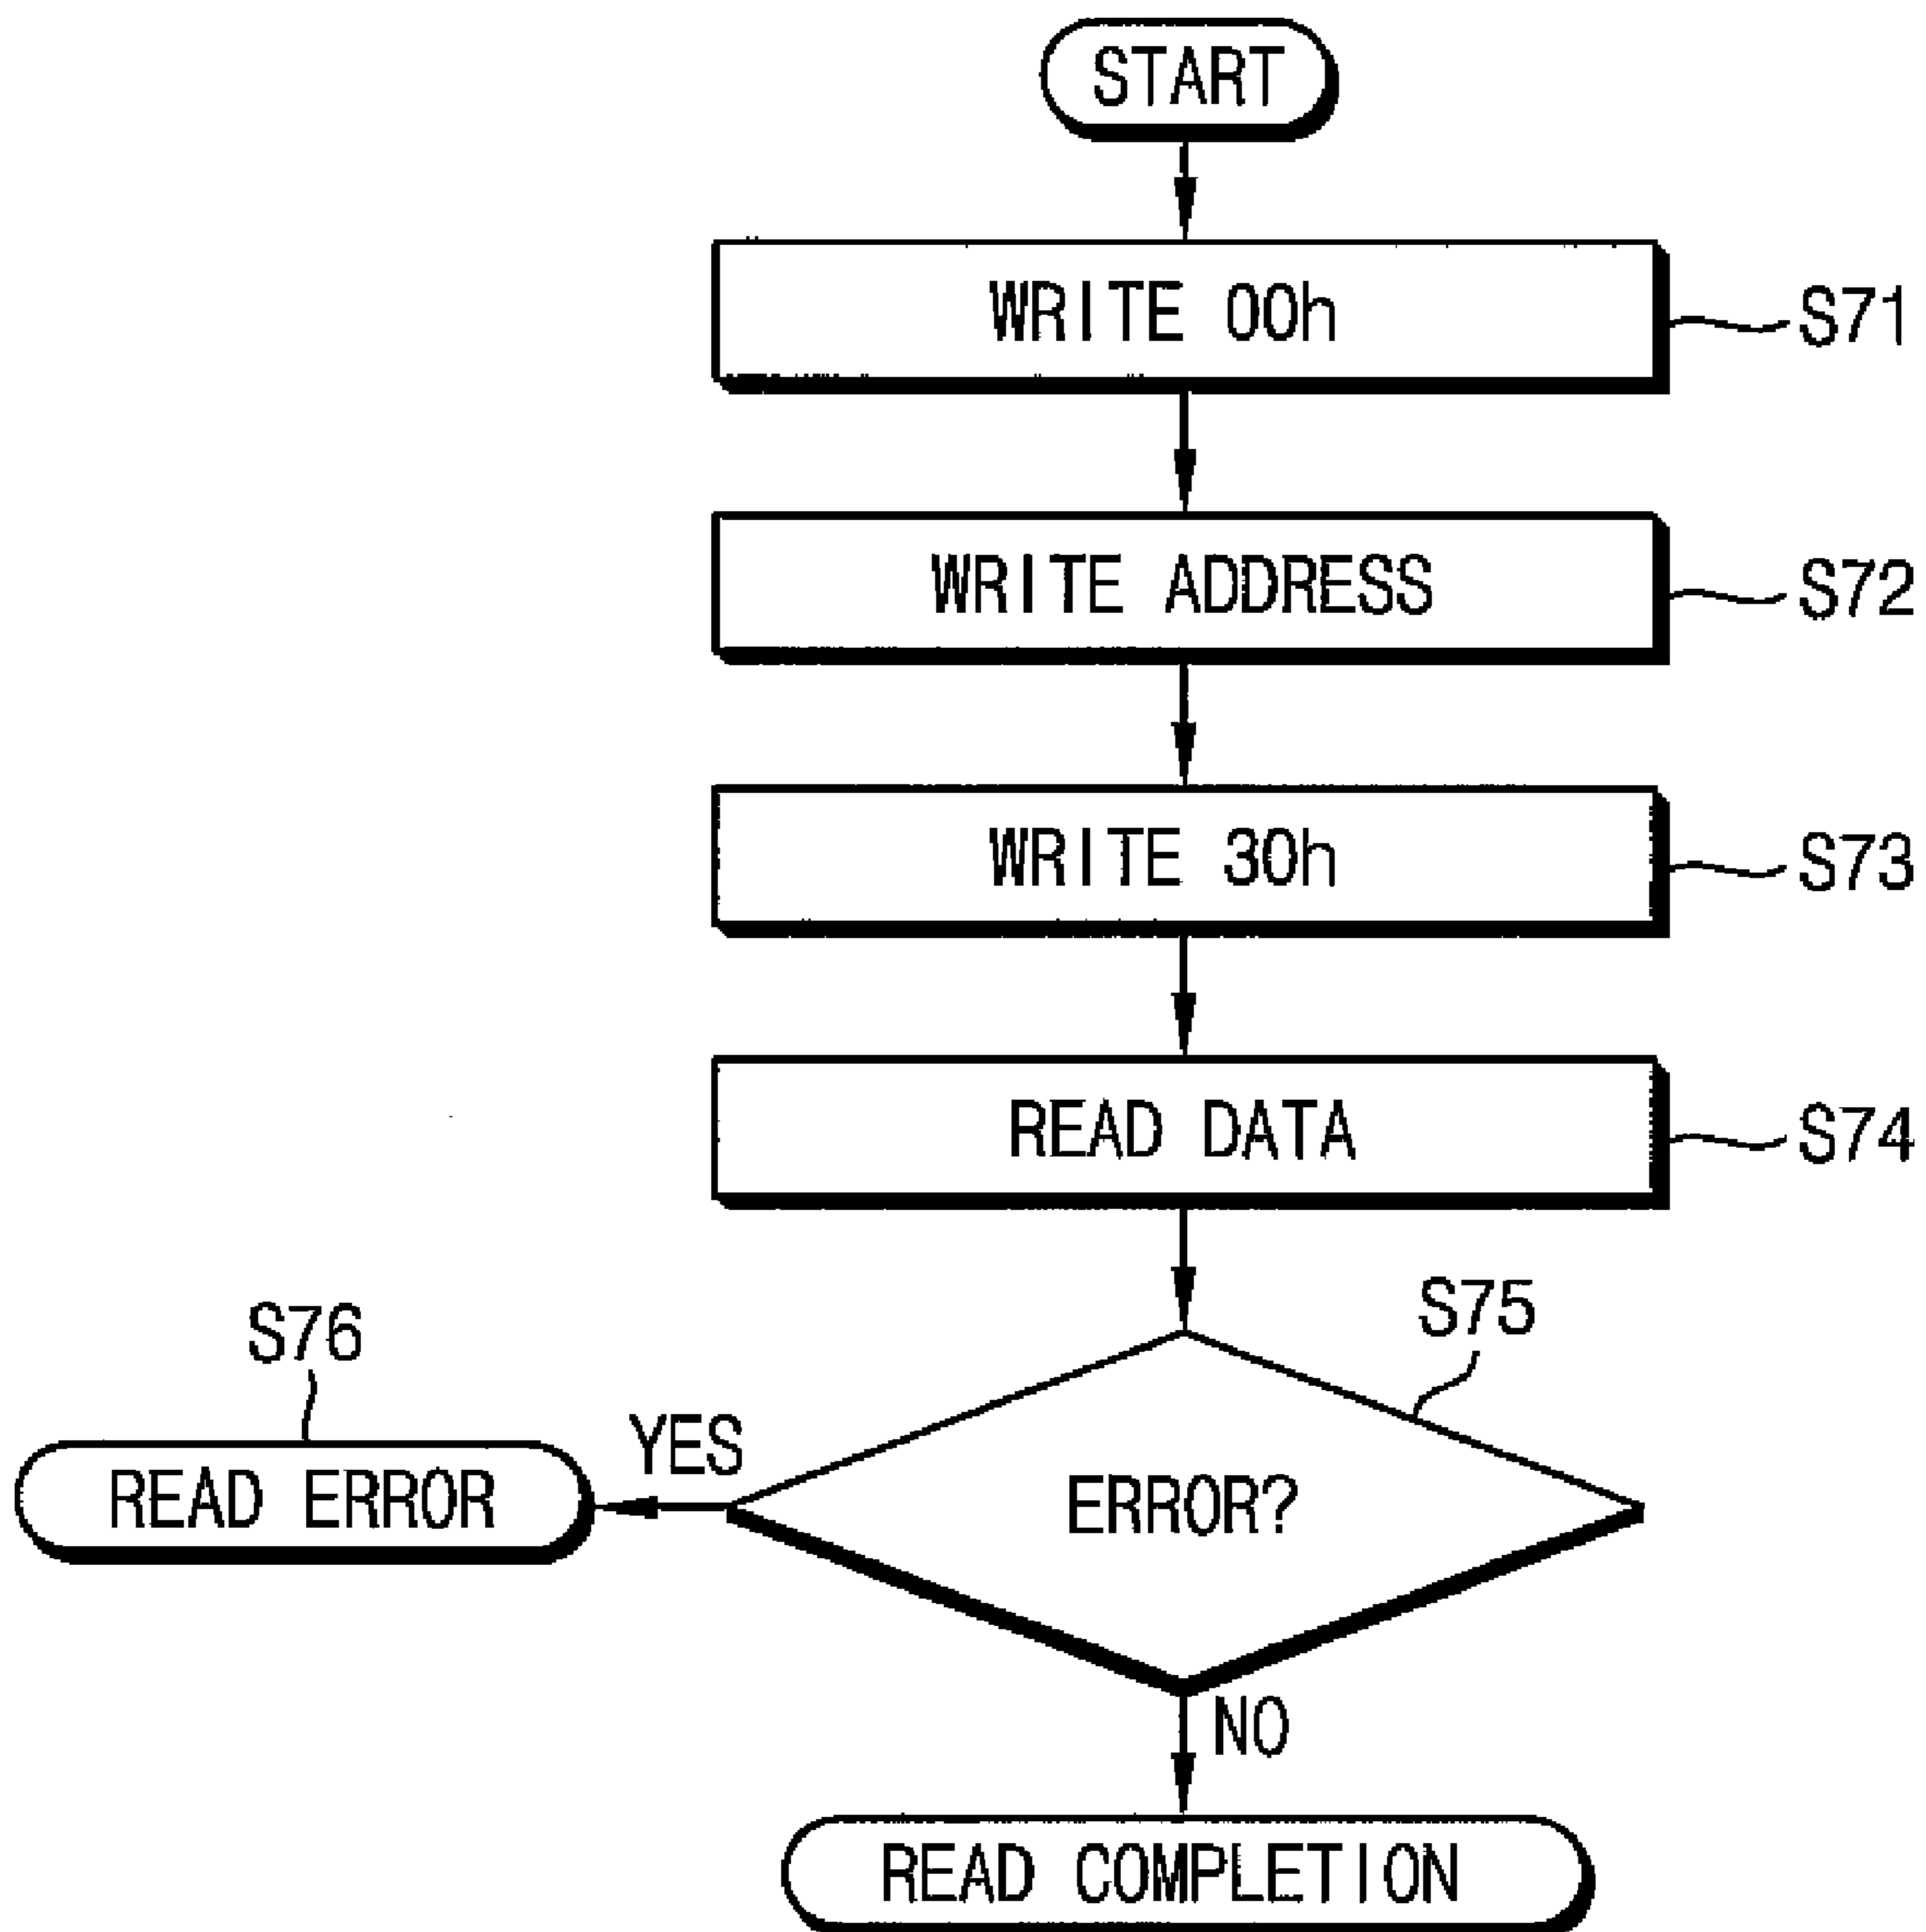 START
WRITE 00h
S71
WRITE ADDRESS
S72
WRITE 30h
S73
READ DATA
S74
S75
S76
YES
READ ERROR
ERROR?
NO
READ COMPLETION